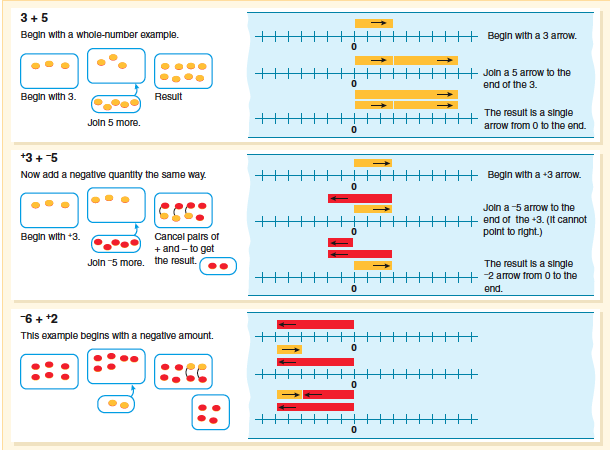 3 + 5
Begin with a whole-number example.
Begin with 3.
Join 5 more.
Result
0
Begin with a 3 arrow.
0
Join a 5 arrow to the
end of the 3.
0
The result is a single
arrow from 0 to the end.
⁺3 + ⁻5
Now add a negative quantity the same way.
Begin with ⁺3.
Join ⁻5 more.
Cancel pairs of
+ and – to get
the result.
0
Begin with a ⁺3 arrow.
0
Join a ⁻5 arrow to the
end of the ⁺3. (It cannot
point to right.)
0
The result is a single
⁻2 arrow from 0 to the
end.
⁻6 + ⁺2
This example begins with a negative amount.
0
0
0